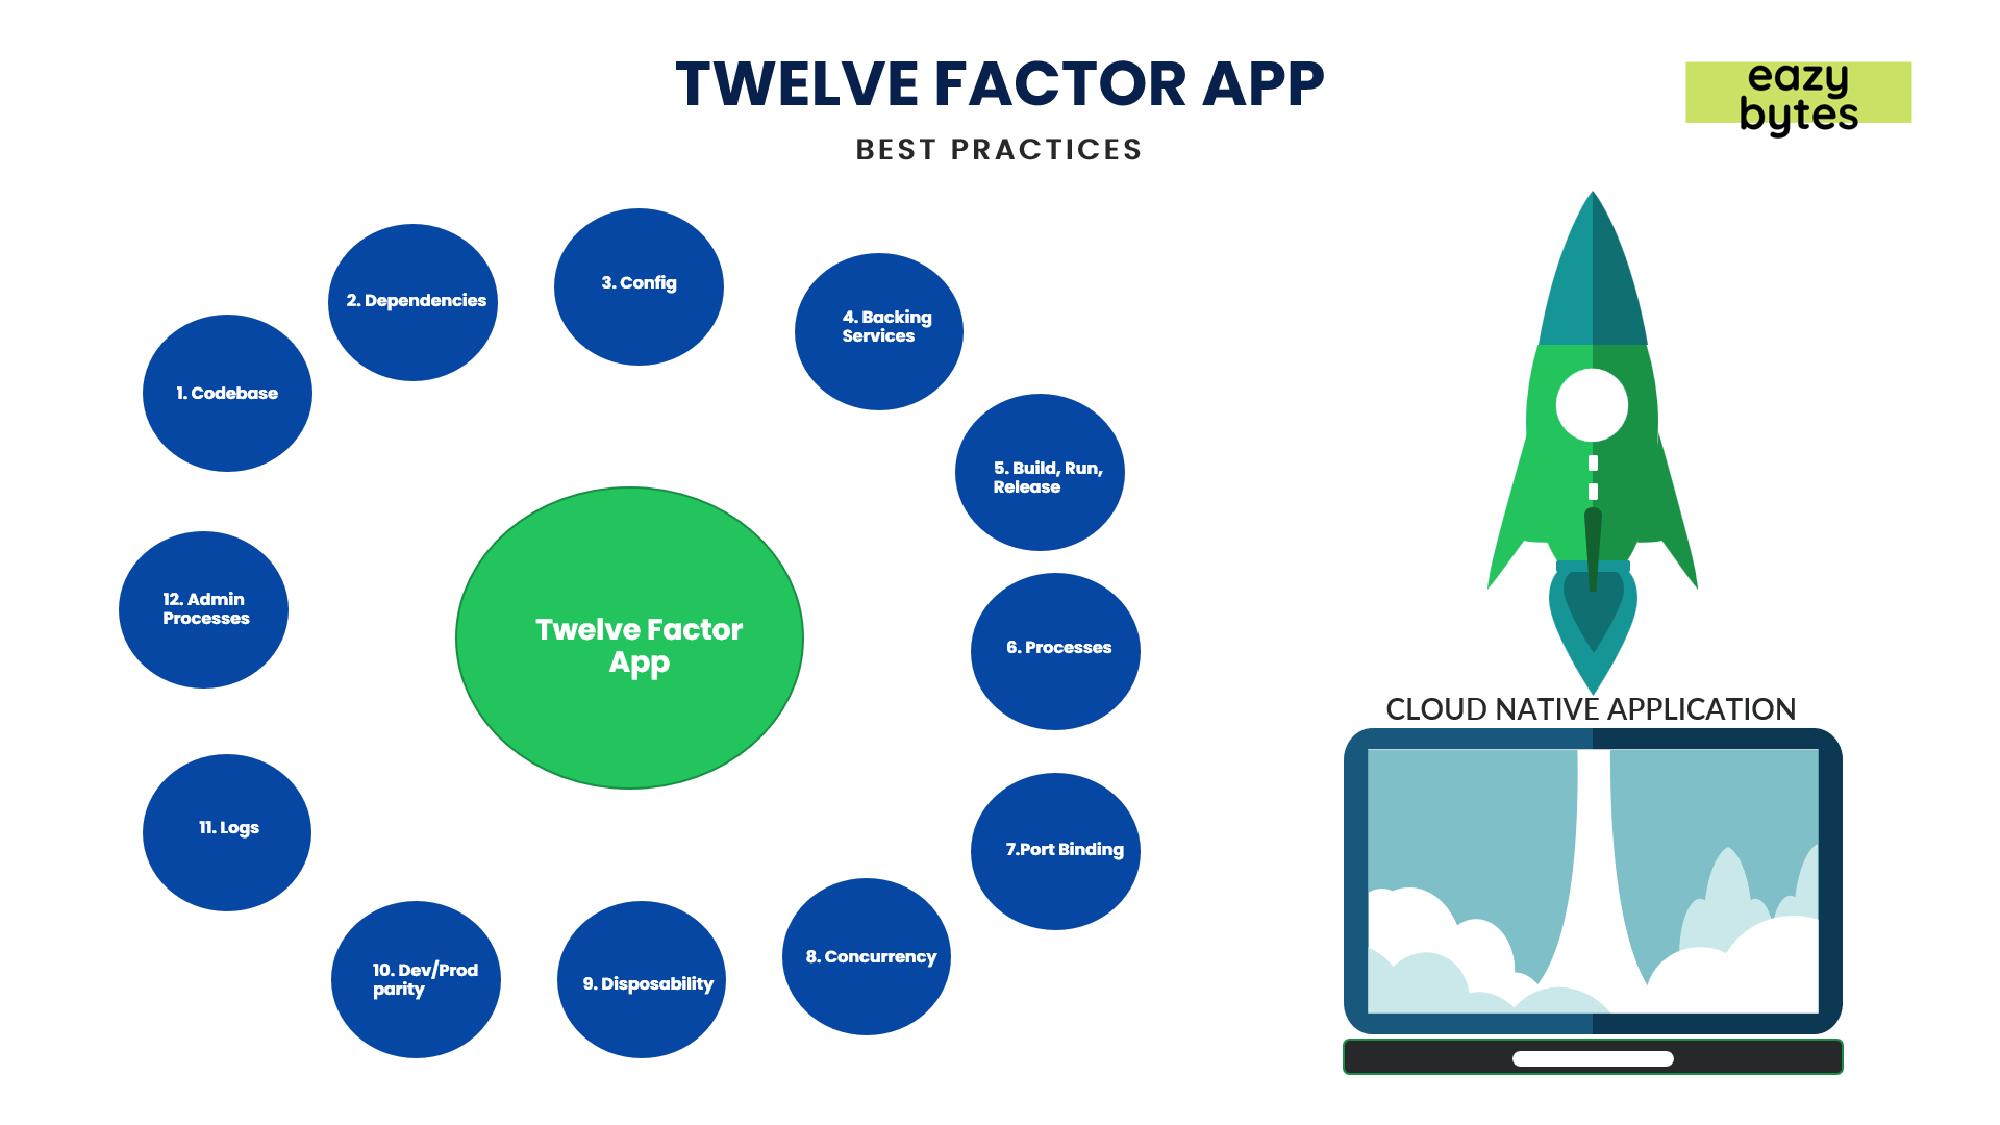 TWELVE FACTOR APP
BEST PRACTICES
eazy
bytes
1. Codebase
2. Dependencies
3. Config
4. Backing
Services
5. Build, Run,
Release
6. Processes
7.Port Binding
8. Concurrency
9. Disposability
10. Dev/Prod
parity
11. Logs
12. Admin
Processes
Twelve Factor
App
CLOUD NATIVE APPLICATION